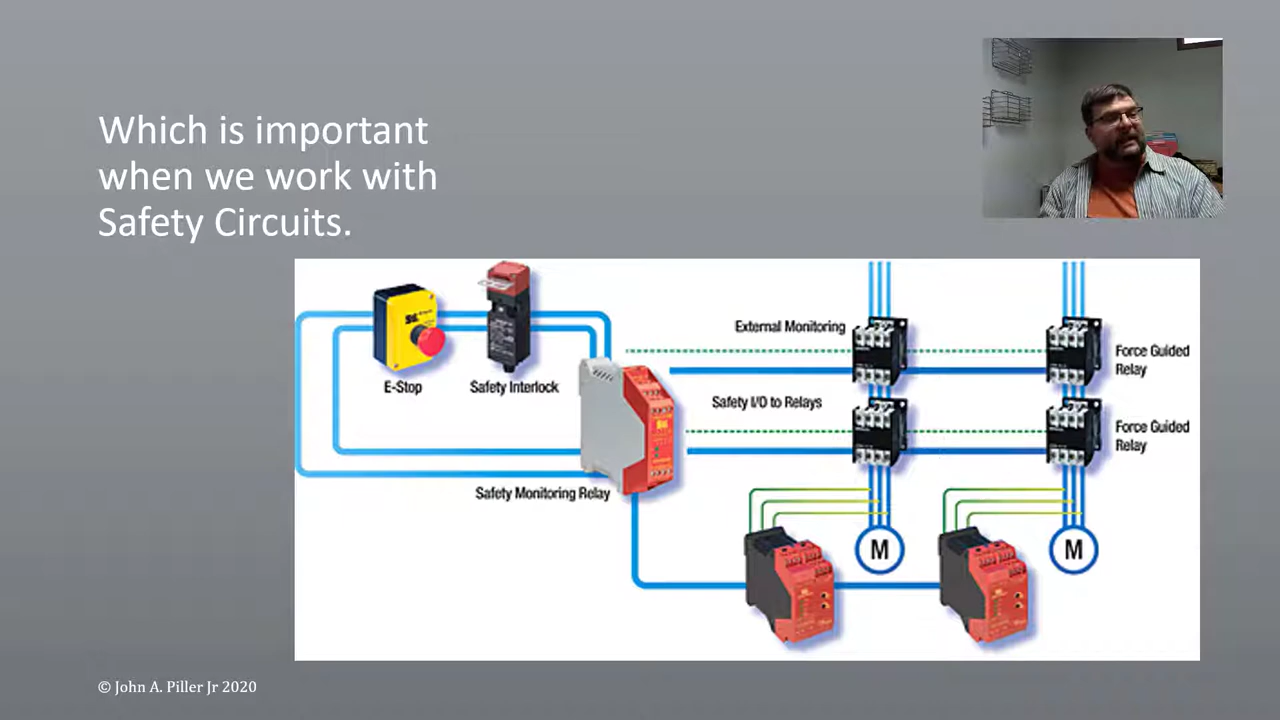 Which is important
when we work with
Safety Circuits.
External Monitoring
Force Guided
Relay
E-Stop
Safety Interlock
Safety I/O to Relays
Force Guided
Relay
Safety Monitoring Relay
M
M
© John A. Piller Jr 2020